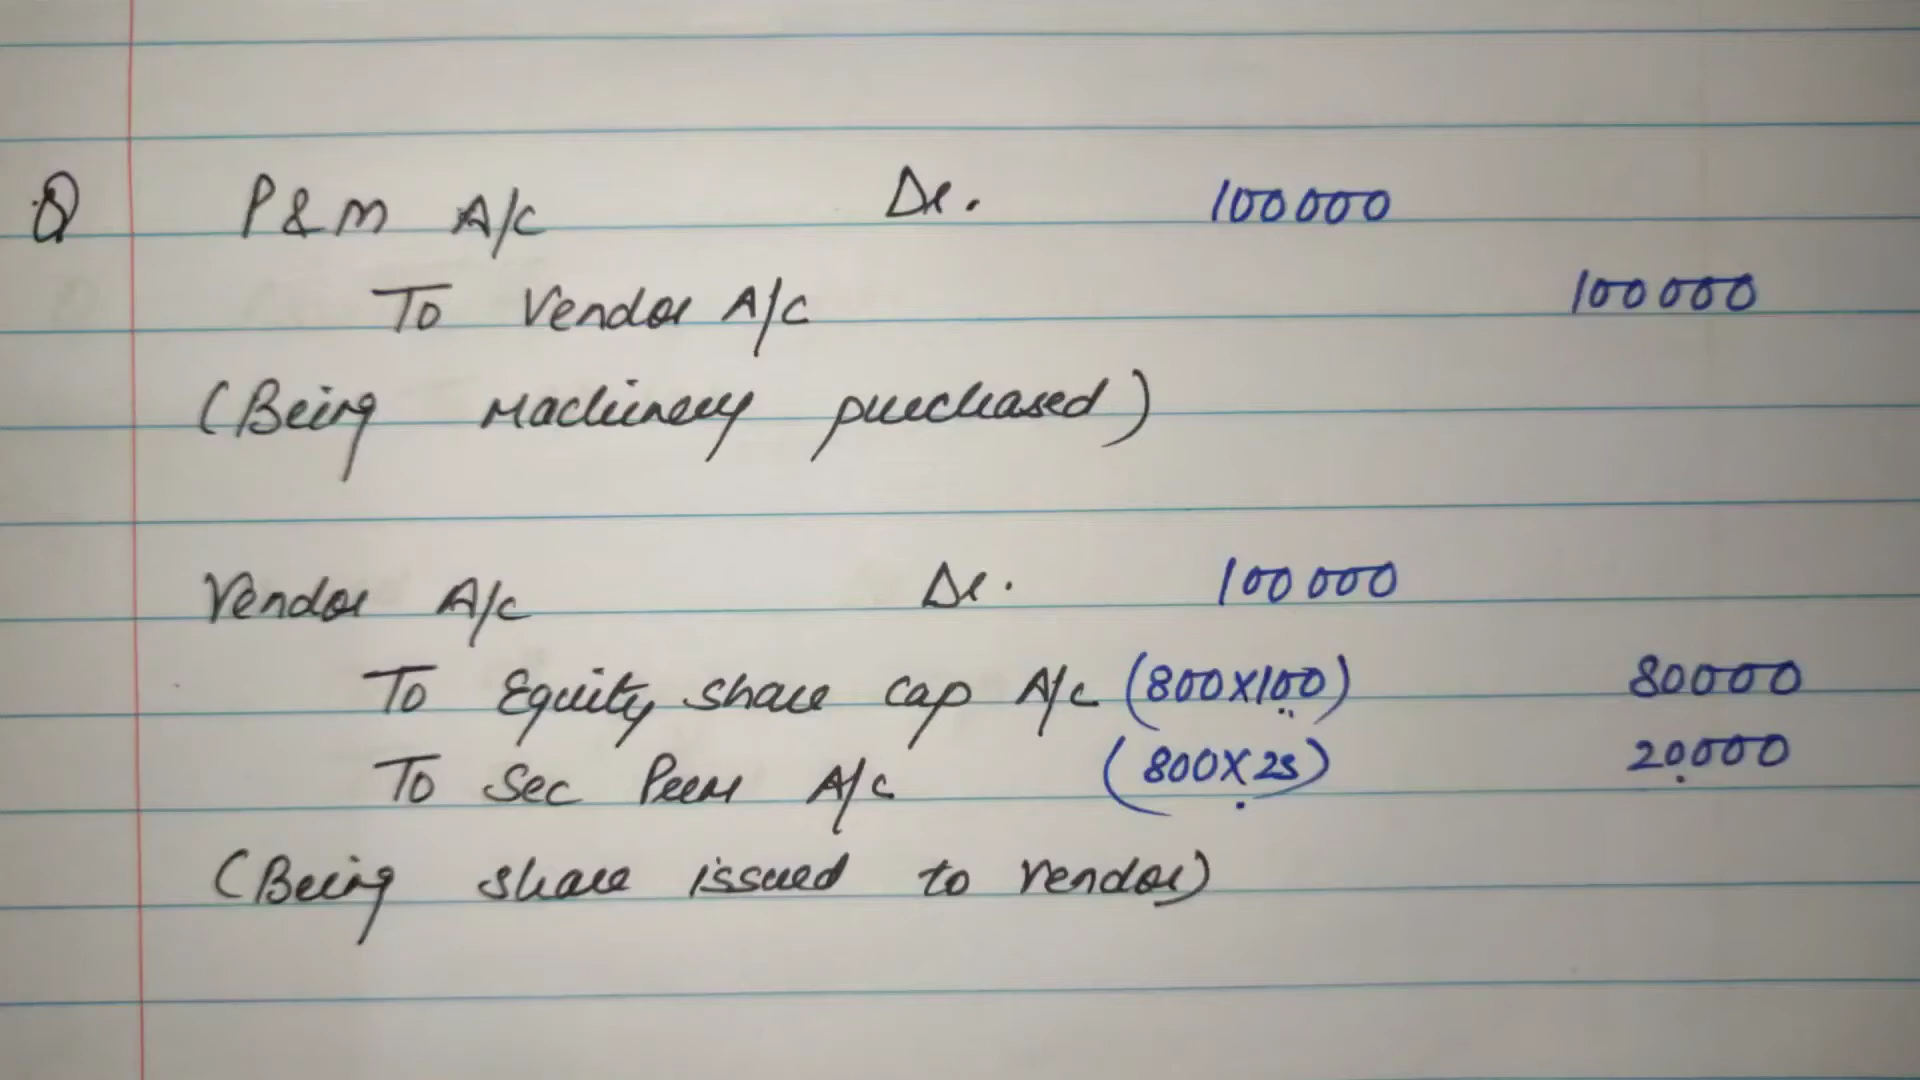 Q P&M A/c Dr. 100000
To Vendor A/c 100000
(Being Machinery purchased)
Vendor A/c Dr. 100000
To Equity share cap A/c (800x100) 80000
To Sec Prem A/c (800x25) 20000
(Being share issued to vendor)